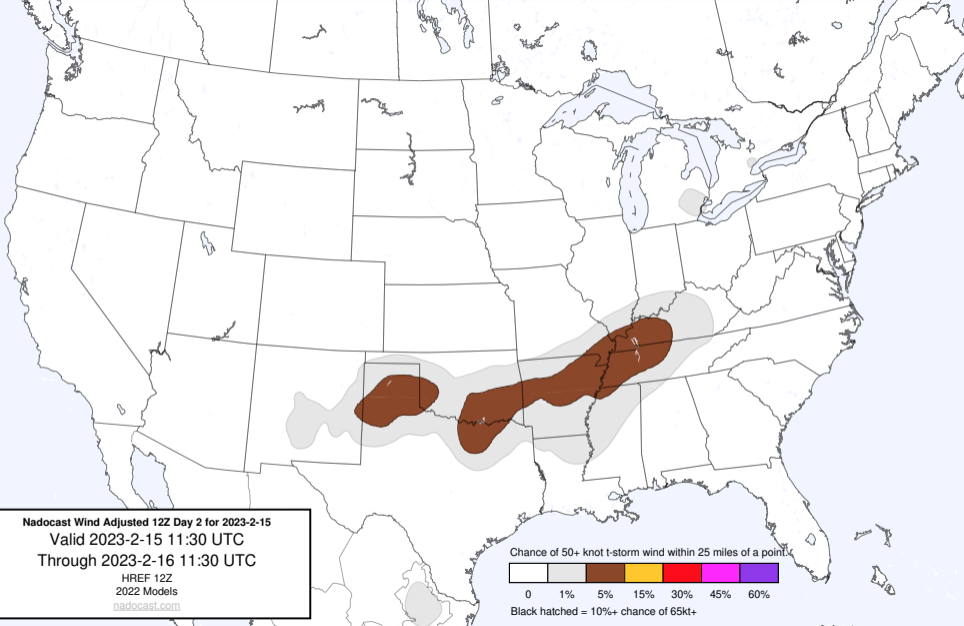 Nadocast Wind Adjusted 12Z Day 2 for 2023-2-15
Valid 2023-2-15 11:30 UTC
Through 2023-2-16 11:30 UTC
HREF 12Z
2022 Models
nadocast.com
Chance of 50+ knot t-storm wind within 25 miles of a point.
0 1% 5% 15% 30% 45% 60%
Black hatched = 10%+ chance of 65kt+